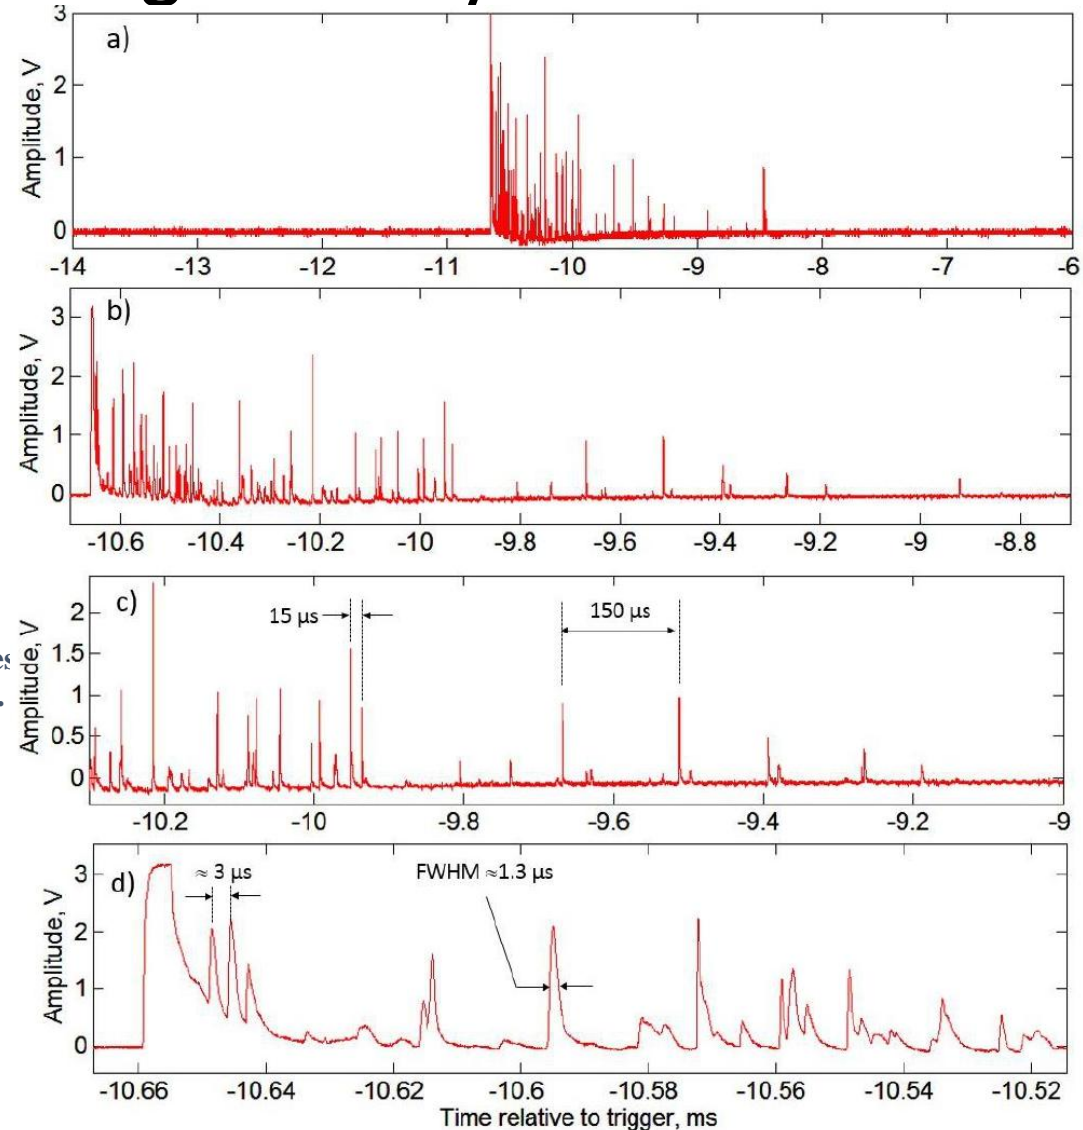 3
a)
2
1
0
Amplitude, V
-14 -13 -12 -11 -10 -9 -8 -7 -6
b)
3
2
1
0
Amplitude, V
-10.6 -10.4 -10.2 -10 -9.8 -9.6 -9.4 -9.2 -9 -8.8
c)
15 µs
150 µs
2
1.5
1
0.5
0
Amplitude, V
-10.2 -10 -9.8 -9.6 -9.4 -9.2 -9
d)
≈ 3 µs
FWHM ≈1.3 µs
3
2
1
0
Amplitude, V
-10.66 -10.64 -10.62 -10.6 -10.58 -10.56 -10.54 -10.52
Time relative to trigger, ms